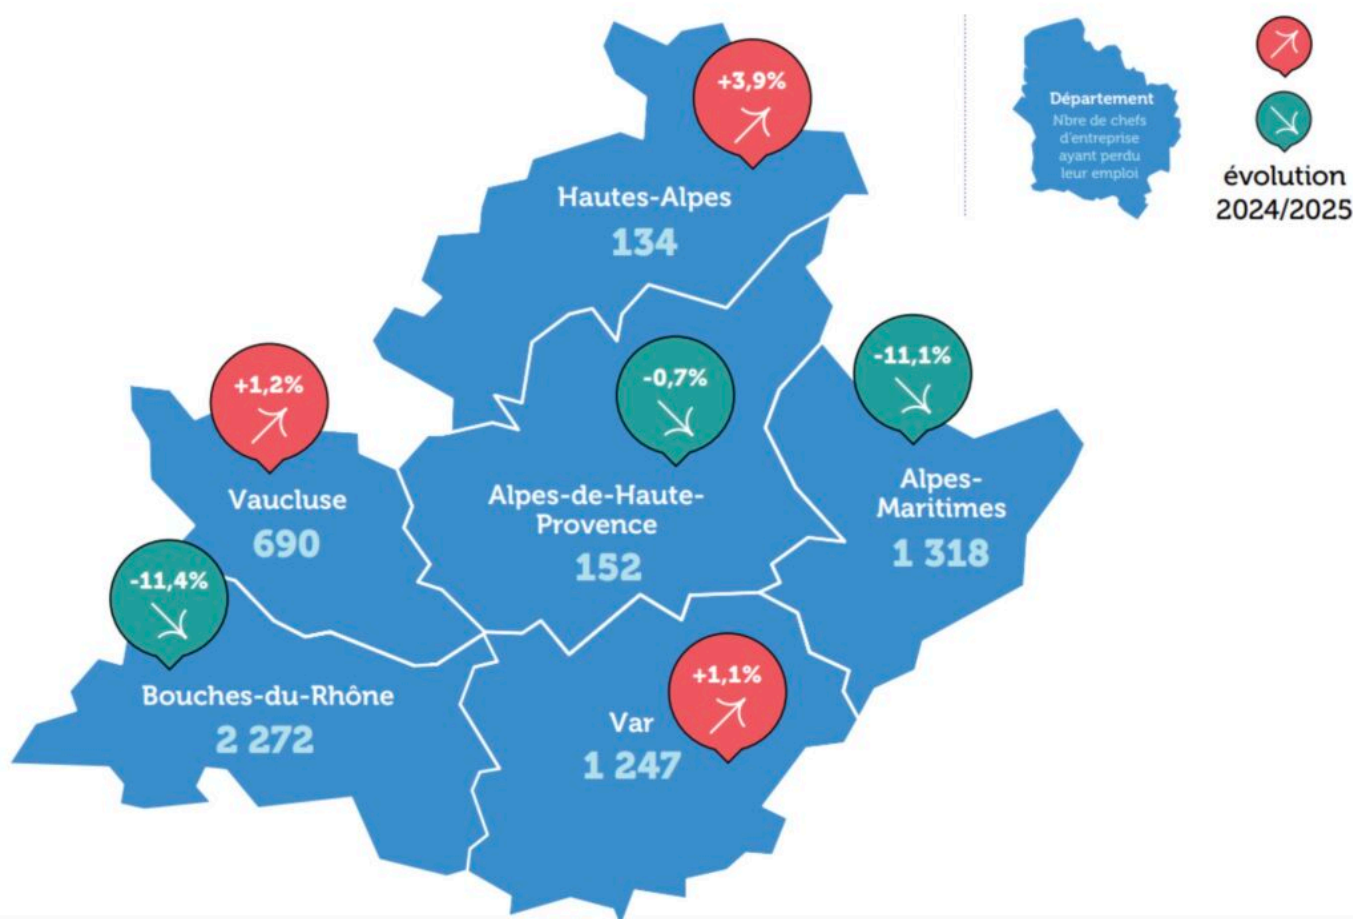 +3,9%
Hautes-Alpes
134
Département
Nbre de chefs
d'entreprise
ayant perdu
leur emploi
évolution
2024/2025
+1,2%
Vaucluse
690
-0,7%
Alpes-de-Haute-
Provence
152
-11,1%
Alpes-
Maritimes
1 318
-11,4%
Bouches-du-Rhône
2 272
+1,1%
Var
1 247